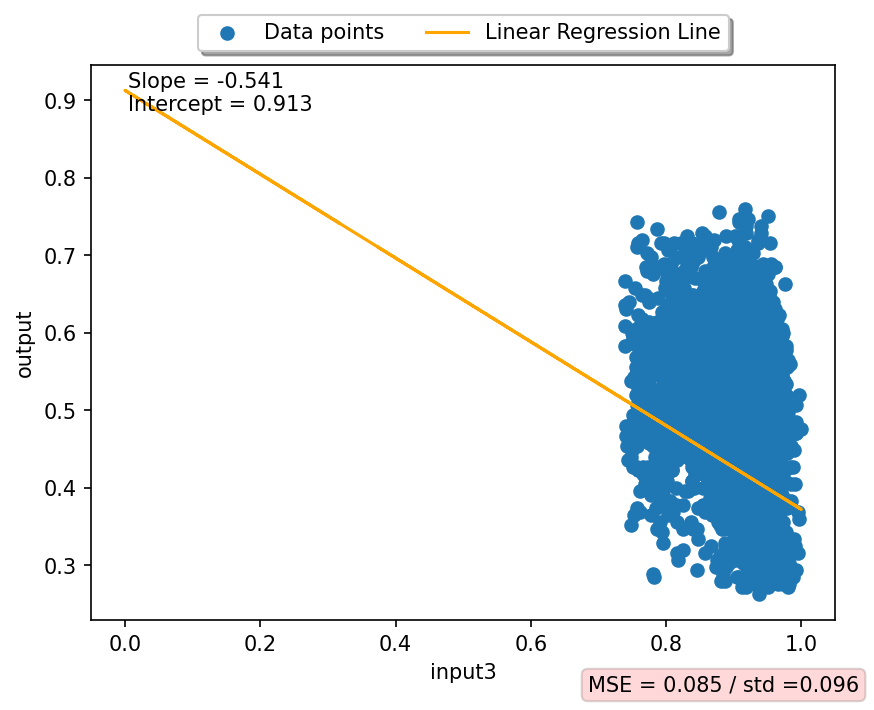 Data points
Linear Regression Line
Slope = -0.541
Intercept = 0.913
output
0.9
0.8
0.7
0.6
0.5
0.4
0.3
0.0 0.2 0.4 0.6 0.8 1.0
input3
MSE = 0.085 / std =0.096